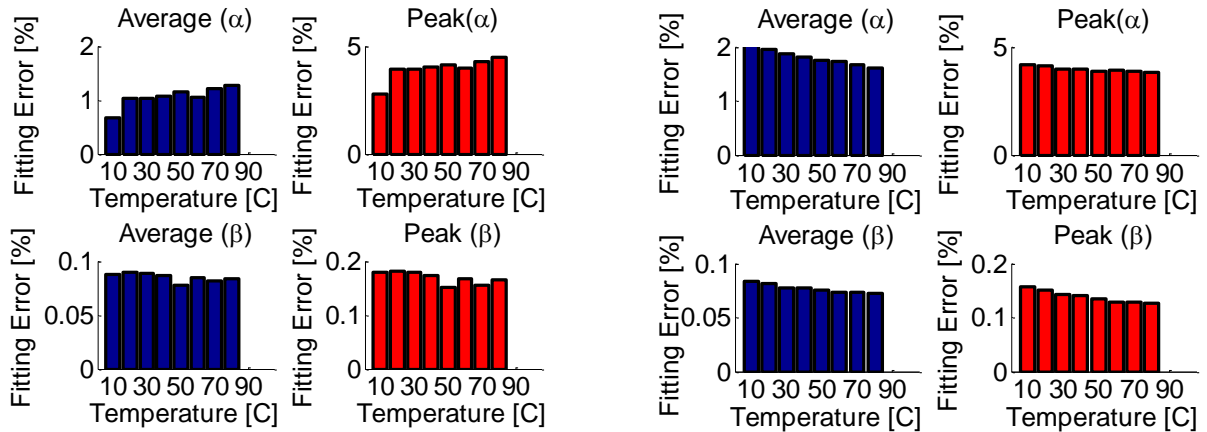 Average (α)
Fitting Error [%]
2
1
0
10 30 50 70 90
Temperature [C]
Peak(α)
Fitting Error [%]
5
0
10 30 50 70 90
Temperature [C]
Average (α)
Fitting Error [%]
2
1
0
10 30 50 70 90
Temperature [C]
Peak(α)
Fitting Error [%]
5
0
10 30 50 70 90
Temperature [C]
Average (β)
Fitting Error [%]
0.1
0.05
0
10 30 50 70 90
Temperature [C]
Peak (β)
Fitting Error [%]
0.2
0.1
0
10 30 50 70 90
Temperature [C]
Average (β)
Fitting Error [%]
0.1
0.05
0
10 30 50 70 90
Temperature [C]
Peak (β)
Fitting Error [%]
0.2
0.1
0
10 30 50 70 90
Temperature [C]